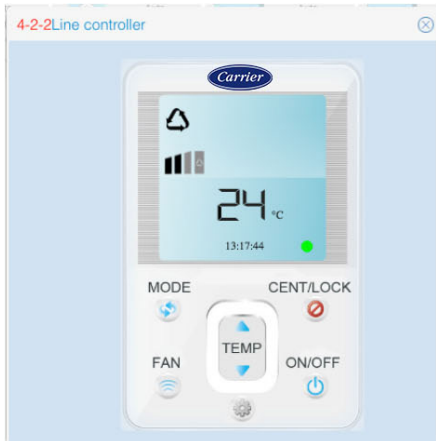 4-2-2Line controller
Carrier
24 °C
13:17:44
MODE
CENT/LOCK
TEMP
FAN
ON/OFF